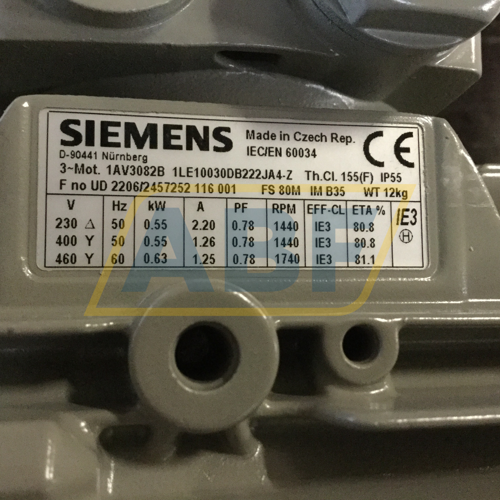 SIEMENS
Made in Czech Rep.
IEC/EN 60034
CE
D-90441 Nürnberg
3~Mot. 1AV3082B 1LE10030DB222JA4-Z Th.Cl. 155(F) IP55
F no UD 2206/2457252 116 001 FS 80M IM B35 WT 12kg
V Hz kW A PF RPM EFF-CL ETA % IE3
230 Δ 50 0.55 2.20 0.78 1440 IE3 80.8
400 Y 50 0.55 1.26 0.78 1440 IE3 80.8
460 Y 60 0.63 1.25 0.78 1740 IE3 81.1
H
ABF